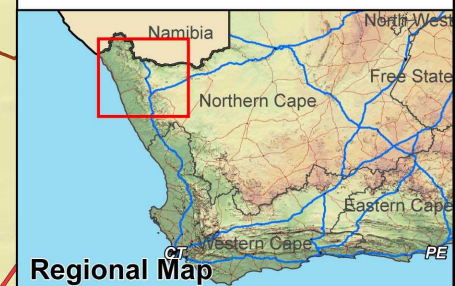 North West
Namibia
Free State
Northern Cape
Eastern Cape
Western Cape
CT
PE
Regional Map